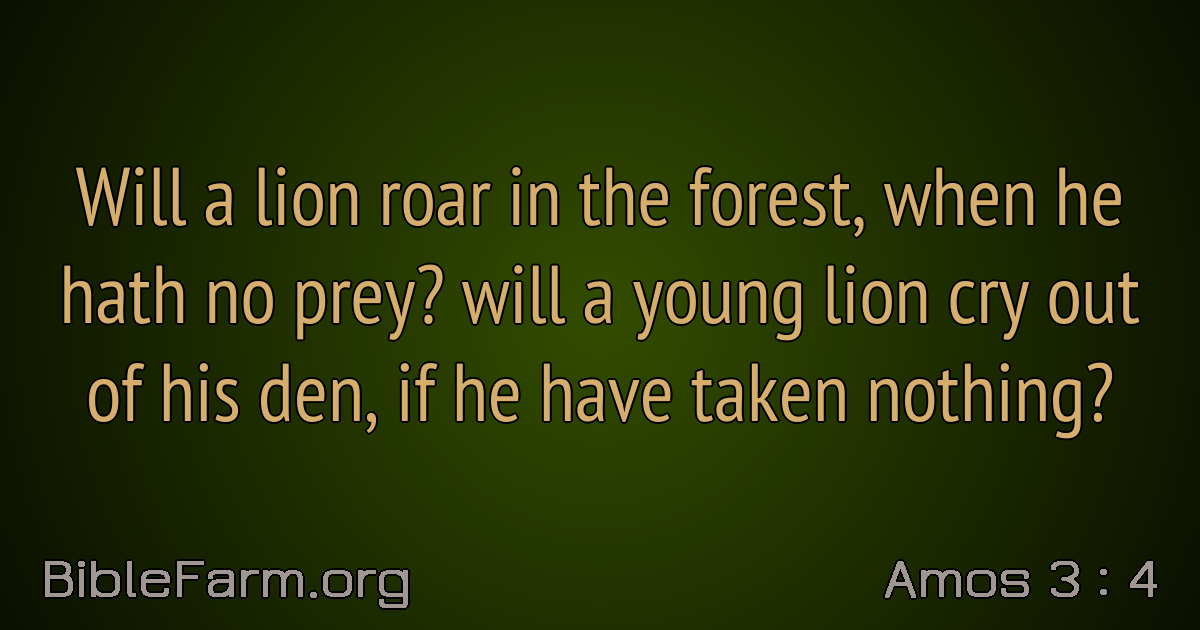 Will a lion roar in the forest, when he
hath no prey? will a young lion cry out
of his den, if he have taken nothing?
BibleFarm.org
Amos 3 : 4